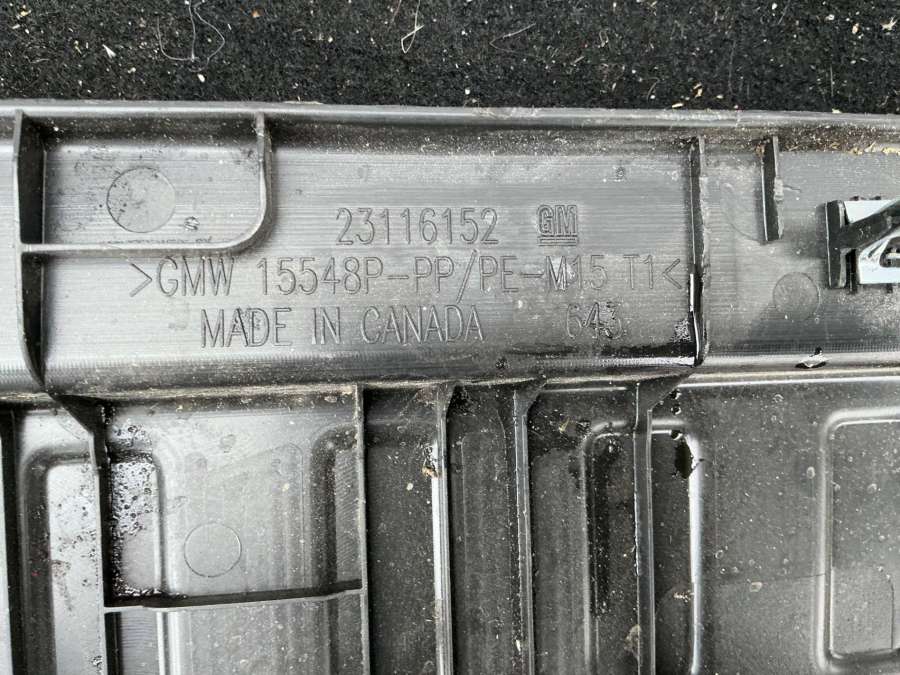 23116152 GM
>GMW 15548P-PP/PE-M15 T1<
MADE IN CANADA 643